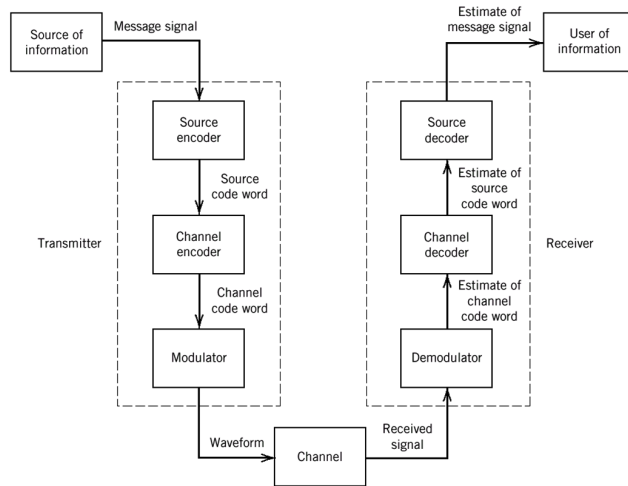 Source of
information
Message signal
Source
encoder
Source
code word
Transmitter
Channel
encoder
Channel
code word
Modulator
Waveform
Channel
Received
signal
Demodulator
Estimate of
channel
code word
Channel
decoder
Receiver
Estimate of
source
code word
Source
decoder
Estimate of
message signal
User of
information